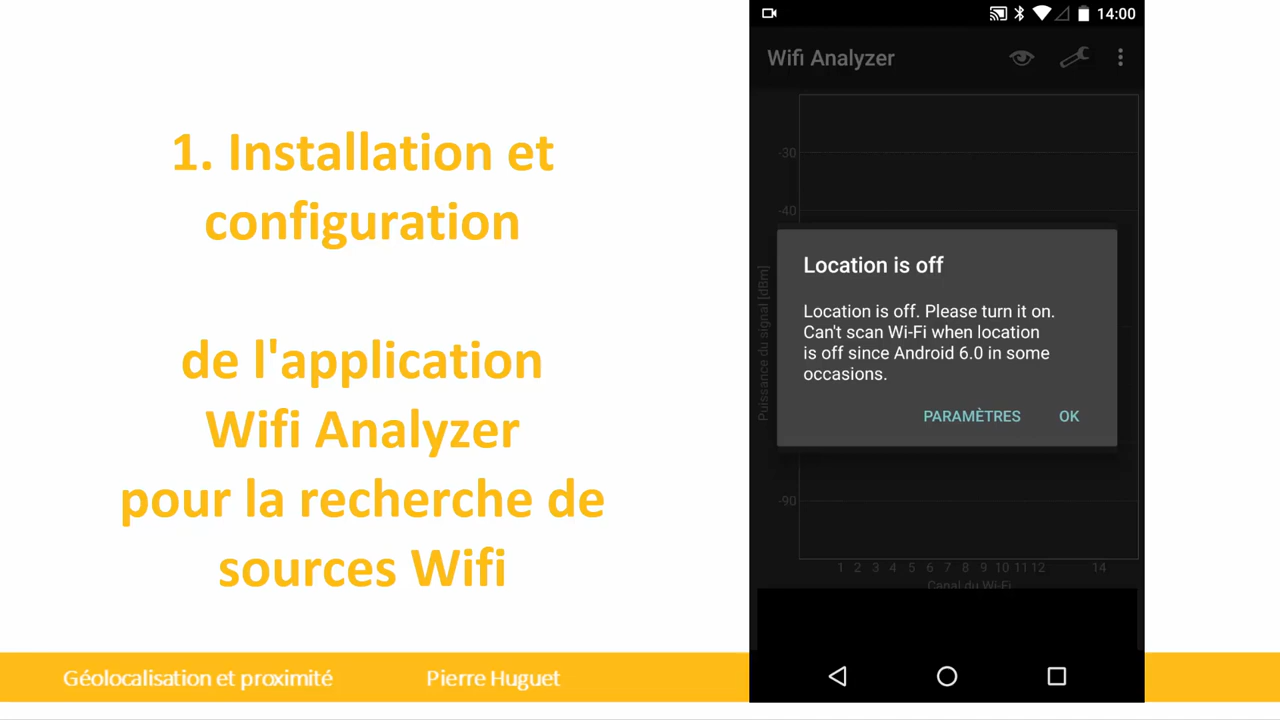 1. Installation et
configuration
de l'application
Wifi Analyzer
pour la recherche de
sources Wifi
Géolocalisation et proximité
Pierre Huguet
14:00
Wifi Analyzer
-30
-40
Puissance du signal [dBm]
Location is off
Location is off. Please turn it on.
Can't scan Wi-Fi when location
is off since Android 6.0 in some
occasions.
PARAMÈTRES OK
-90
1 2 3 4 5 6 7 8 9 10 11 12 14
Canal du Wi-Fi